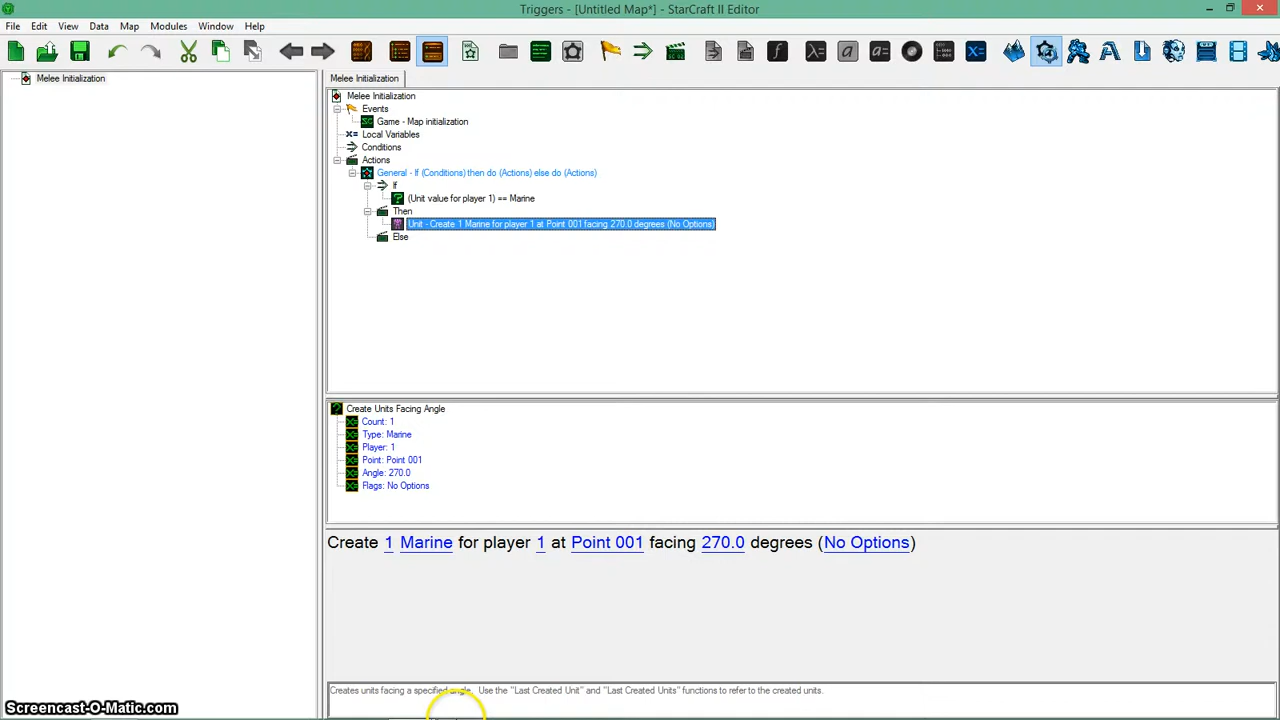 Triggers - [Untitled Map*] - StarCraft II Editor
File Edit View Data Map Modules Window Help
Melee Initialization
Melee Initialization
Melee Initialization
Events
Game - Map initialization
Local Variables
Conditions
Actions
General - If (Conditions) then do (Actions) else do (Actions)
If
(Unit value for player 1) == Marine
Then
Unit - Create 1 Marine for player 1 at Point 001 facing 270.0 degrees (No Options)
Else
Create Units Facing Angle
Count: 1
Type: Marine
Player: 1
Point: Point 001
Angle: 270.0
Flags: No Options
Create 1 Marine for player 1 at Point 001 facing 270.0 degrees (No Options)
Creates units facing a specified angle. Use the "Last Created Unit" and "Last Created Units" functions to refer to the created units.
Screencast-O-Matic.com